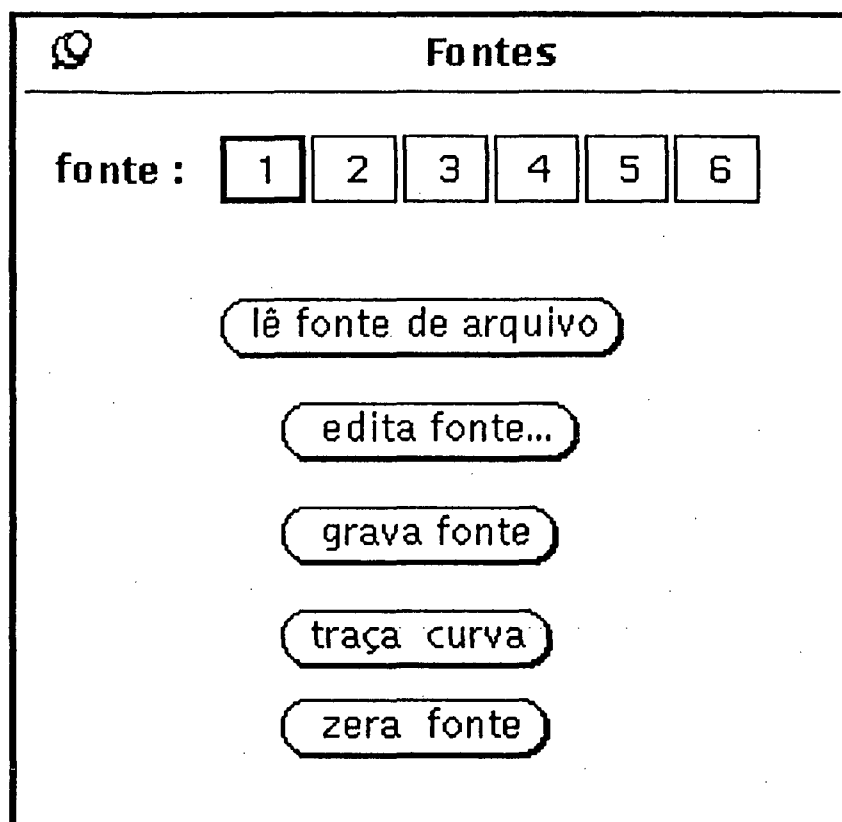 Fontes
fonte : 1 2 3 4 5 6
lê fonte de arquivo
edita fonte...
grava fonte
traça curva
zera fonte